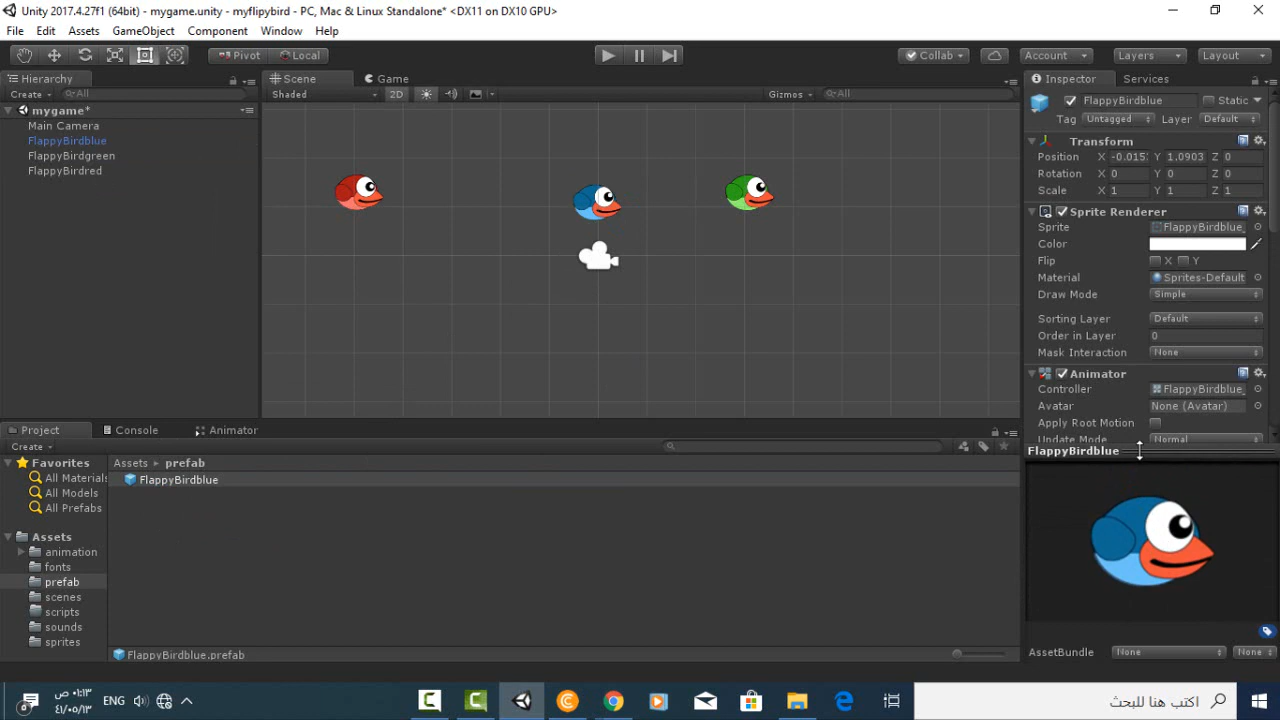 Unity 2017.4.27f1 (64bit) - mygame.unity - myflipybird - PC, Mac & Linux Standalone* <DX11 on DX10 GPU>
File Edit Assets GameObject Component Window Help
Pivot Local Collab Account Layers Layout
Hierarchy
Create All
mygame*
Main Camera
FlappyBirdblue
FlappyBirdgreen
FlappyBirdred
Scene Game
Shaded 2D Gizmos All
Inspector Services
FlappyBirdblue Static
Tag Untagged Layer Default
Transform
Position X -0.015 Y 1.0903 Z 0
Rotation X 0 Y 0 Z 0
Scale X 1 Y 1 Z 1
Sprite Renderer
Sprite FlappyBirdblue_
Color
Flip X Y
Material Sprites-Default
Draw Mode Simple
Sorting Layer Default
Order in Layer 0
Mask Interaction None
Animator
Controller FlappyBirdblue_
Avatar None (Avatar)
Apply Root Motion
Update Mode Normal
FlappyBirdblue
AssetBundle None None
Project Console Animator
Create
Favorites
All Materials
All Models
All Prefabs
Assets
animation
fonts
prefab
scenes
scripts
sounds
sprites
Assets prefab
FlappyBirdblue
FlappyBirdblue.prefab
ENG
اكتب هنا للبحث